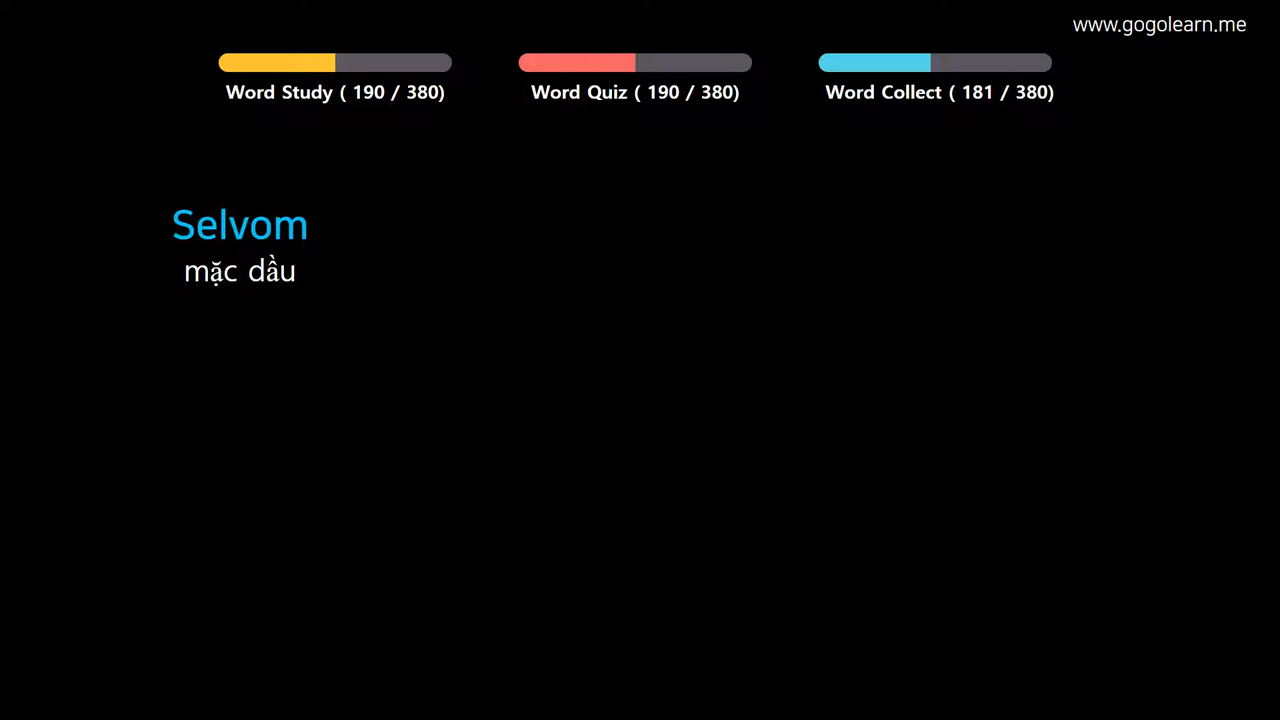 www.gogolearn.me
Word Study ( 190 / 380)
Word Quiz ( 190 / 380)
Word Collect ( 181 / 380)
Selvom
mặc dầu